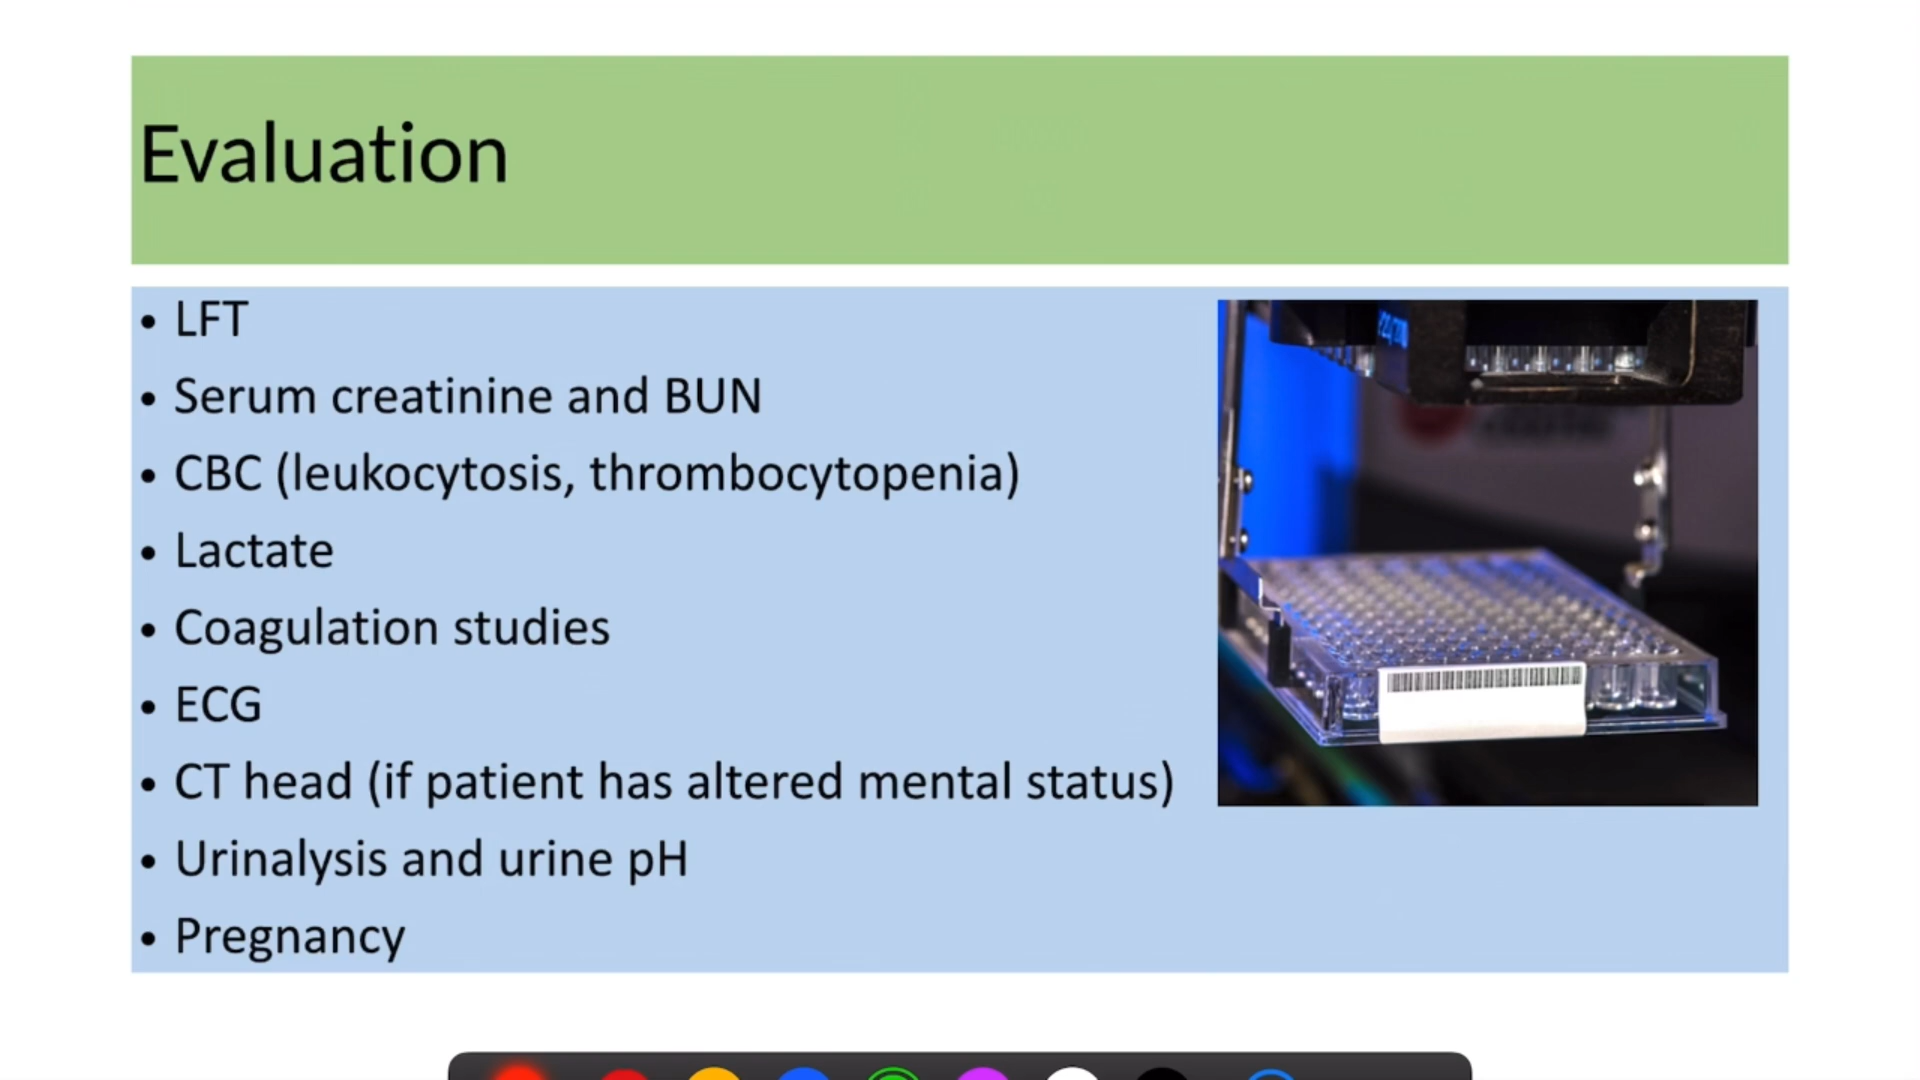 Evaluation
• LFT
• Serum creatinine and BUN
• CBC (leukocytosis, thrombocytopenia)
• Lactate
• Coagulation studies
• ECG
• CT head (if patient has altered mental status)
• Urinalysis and urine pH
• Pregnancy